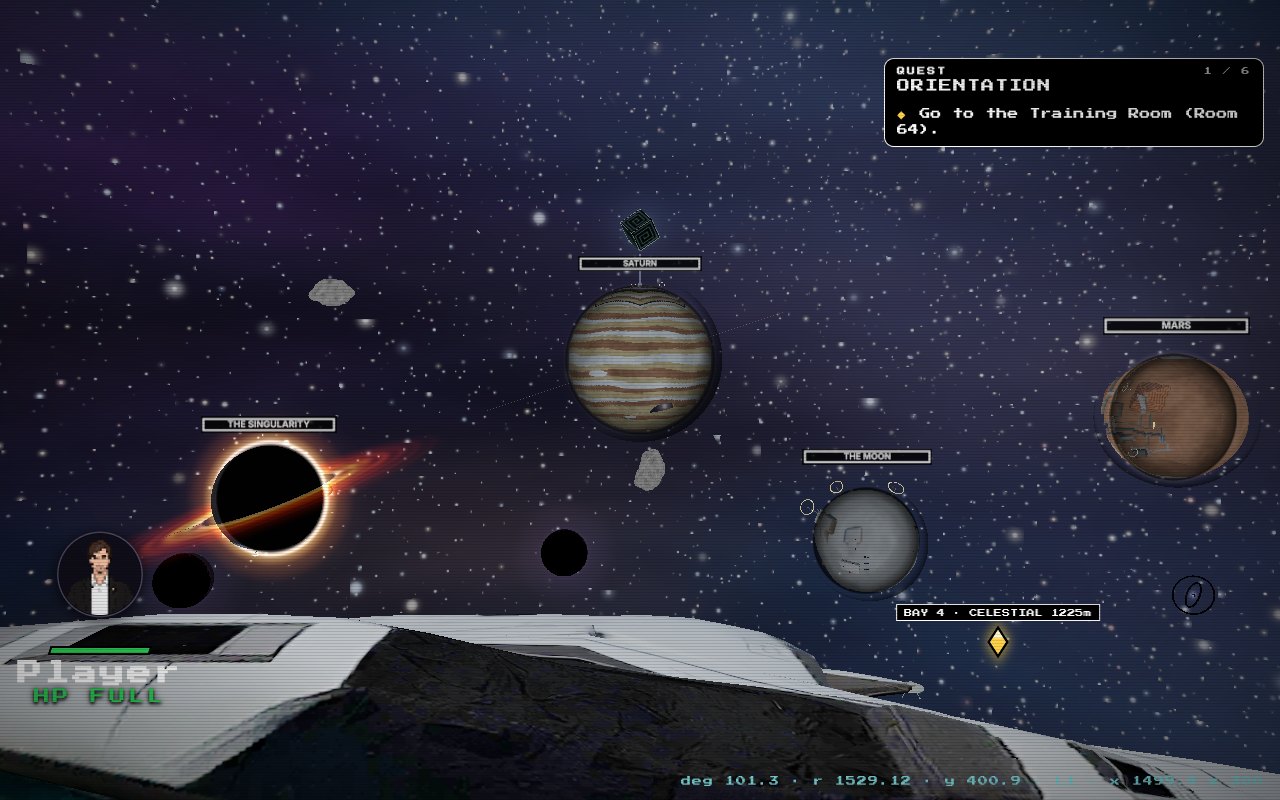 QUEST 1 / 6
ORIENTATION
◆ Go to the Training Room (Room
64).
SATURN
MARS
THE SINGULARITY
THE MOON
BAY 4 · CELESTIAL 1225m
Player
HP FULL
deg 101.3 · r 1529.12 · y 400.9